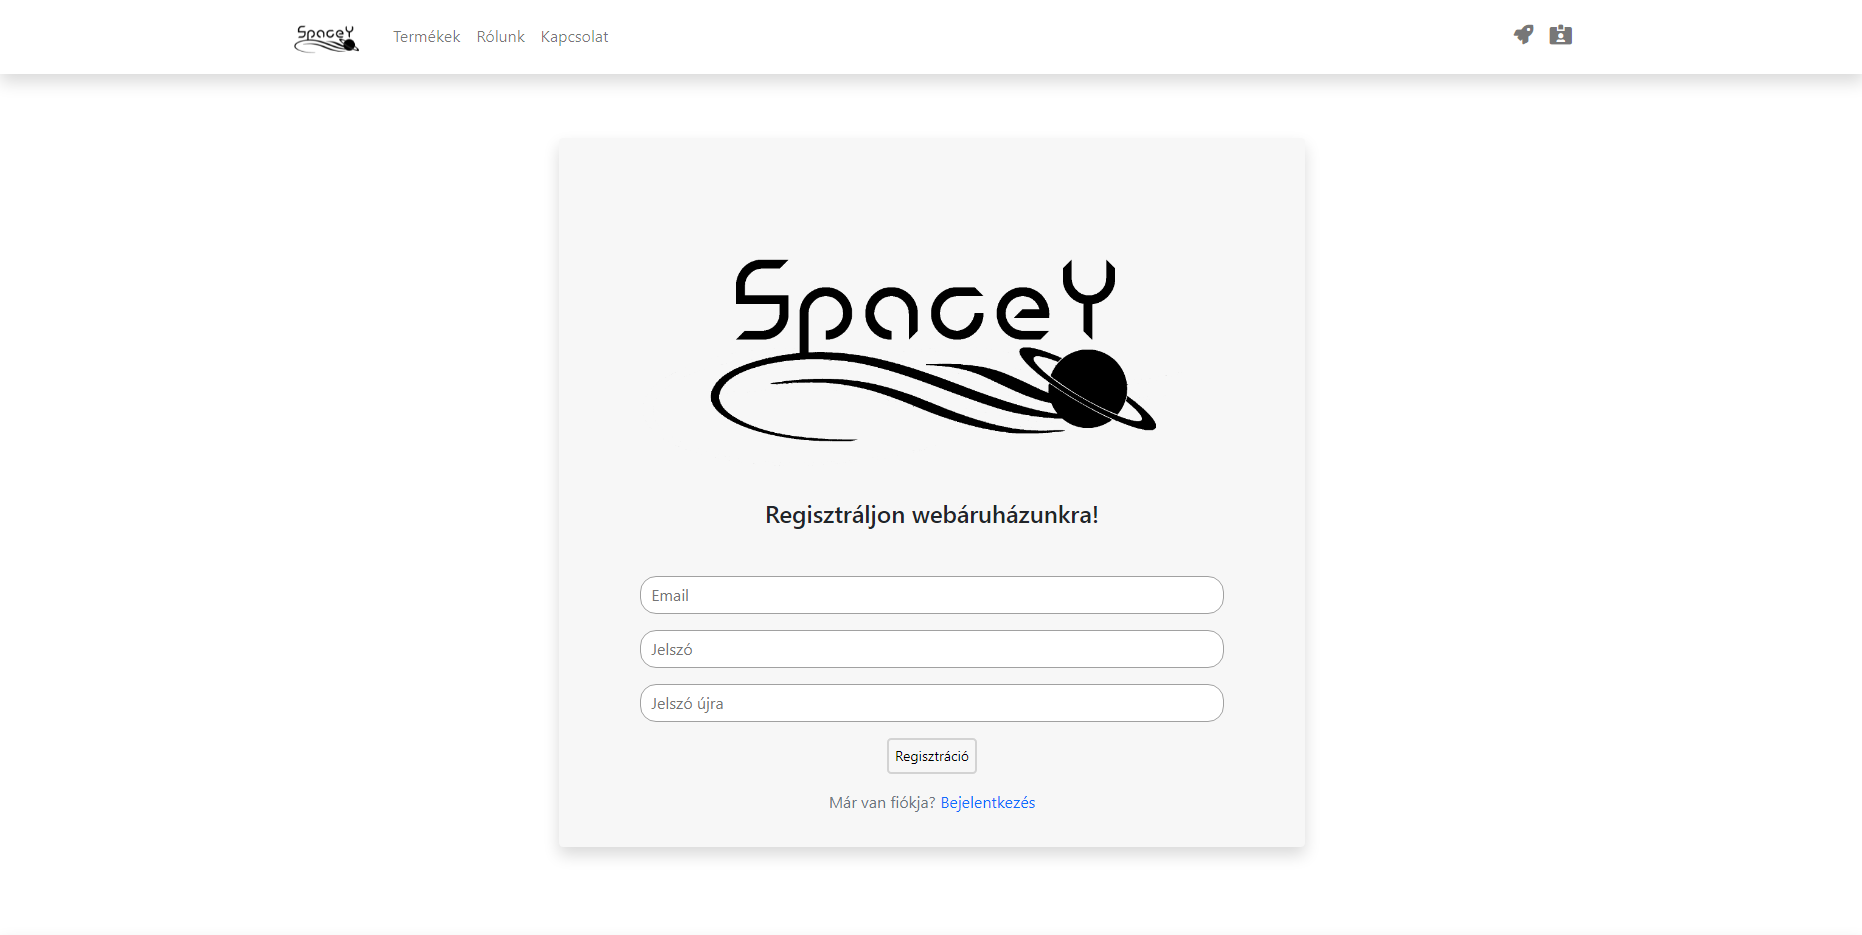 SpaceY
Termékek Rólunk Kapcsolat
SpaceY
Regisztráljon webáruházunkra!
Email
Jelszó
Jelszó újra
Regisztráció
Már van fiókja? Bejelentkezés